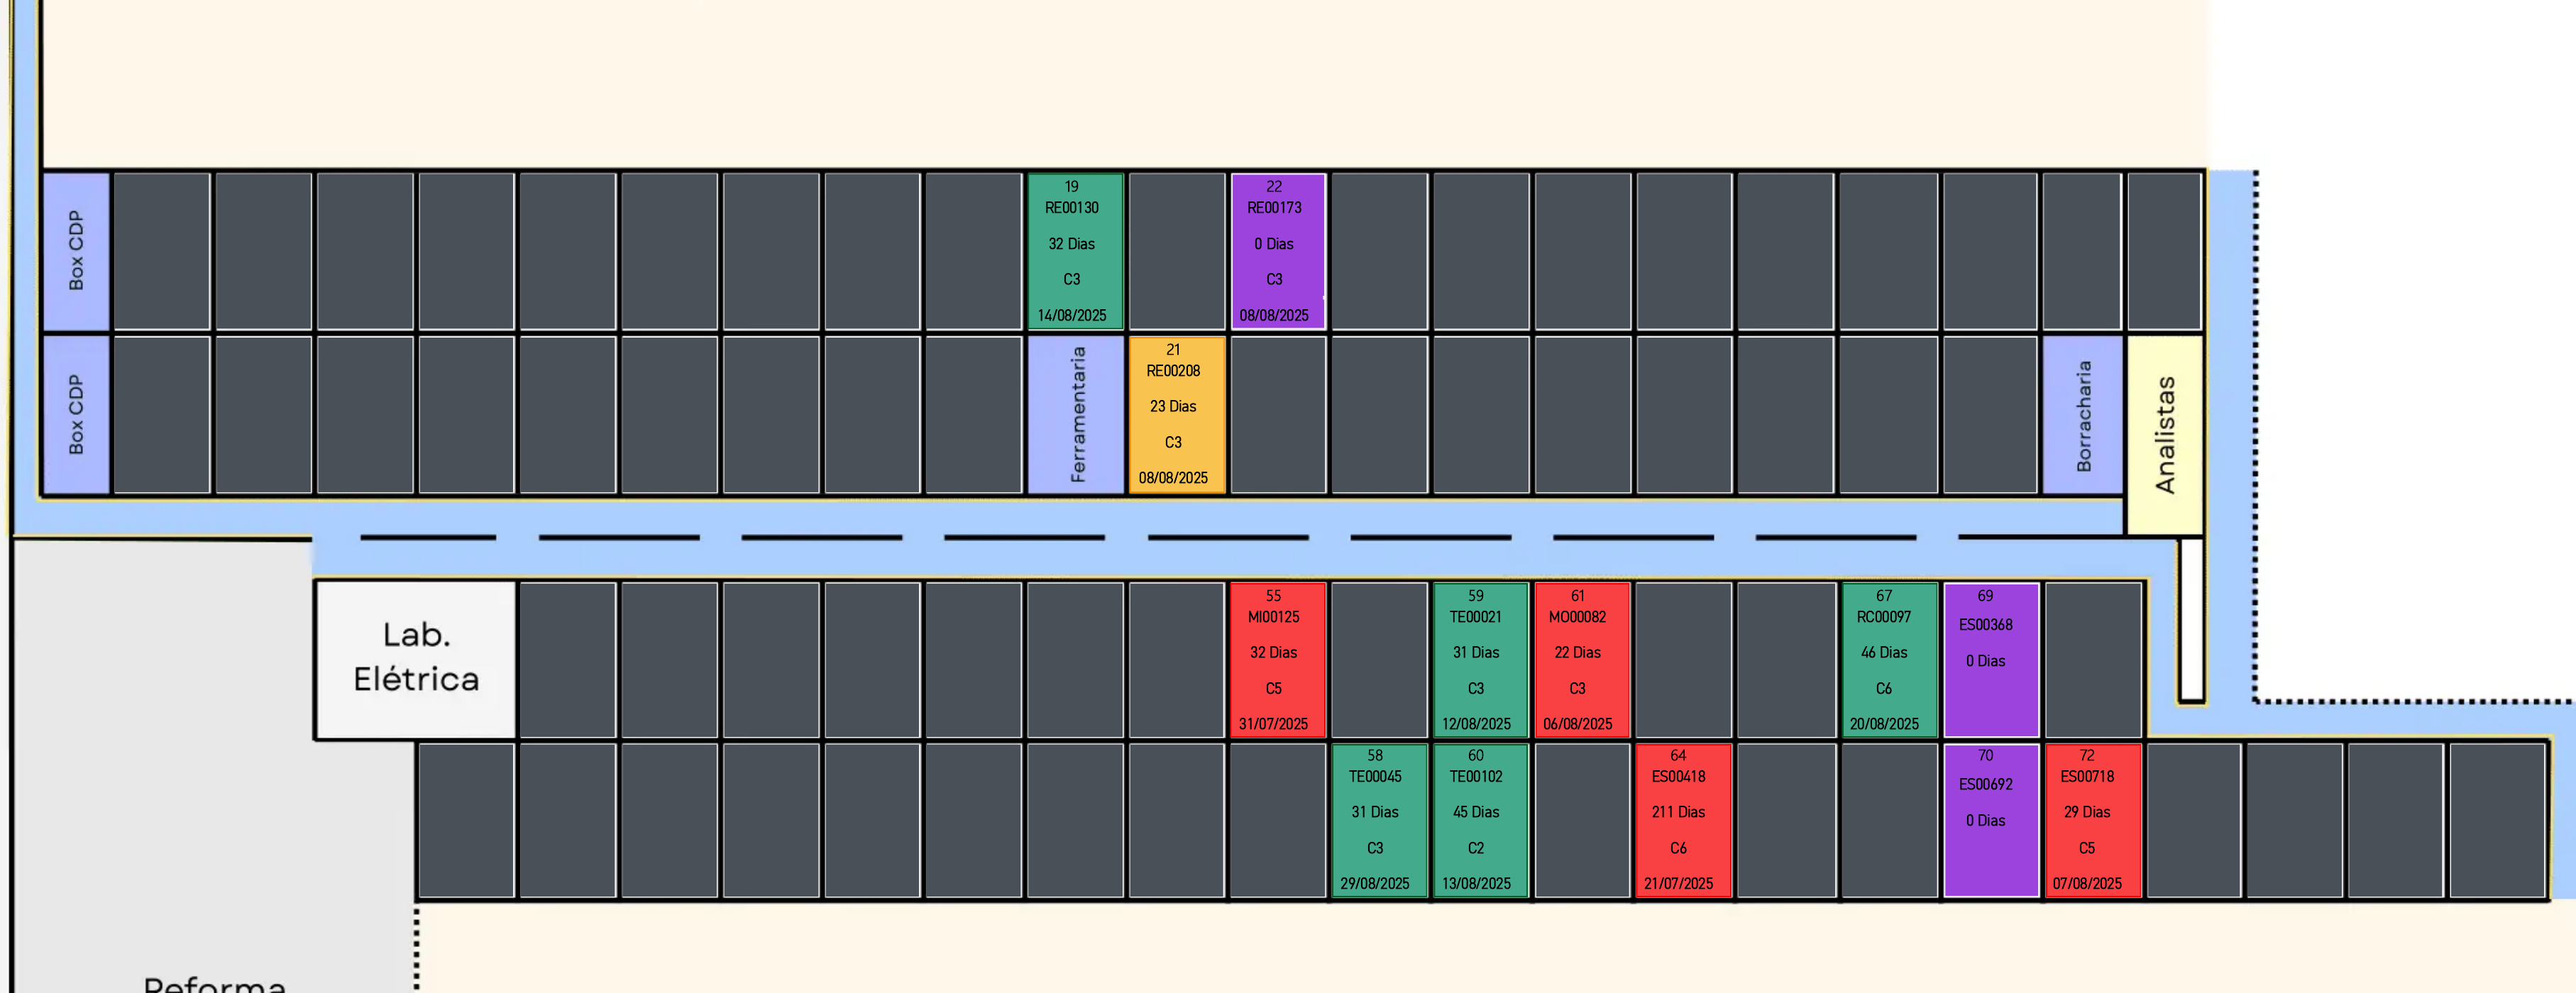 Box CDP
19
RE00130
32 Dias
C3
14/08/2025
22
RE00173
0 Dias
C3
08/08/2025
Box CDP
Ferramentaria
21
RE00208
23 Dias
C3
08/08/2025
Borracharia
Analistas
Lab.
Elétrica
55
MI00125
32 Dias
C5
31/07/2025
59
TE00021
31 Dias
C3
12/08/2025
61
MO00082
22 Dias
C3
06/08/2025
67
RC00097
46 Dias
C6
20/08/2025
69
ES00368
0 Dias
58
TE00045
31 Dias
C3
29/08/2025
60
TE00102
45 Dias
C2
13/08/2025
64
ES00418
211 Dias
C6
21/07/2025
70
ES00692
0 Dias
72
ES00718
29 Dias
C5
07/08/2025
Reforma